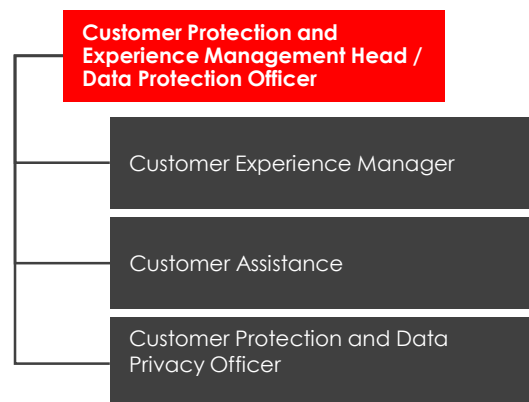 Customer Protection and
Experience Management Head /
Data Protection Officer
Customer Experience Manager
Customer Assistance
Customer Protection and Data
Privacy Officer